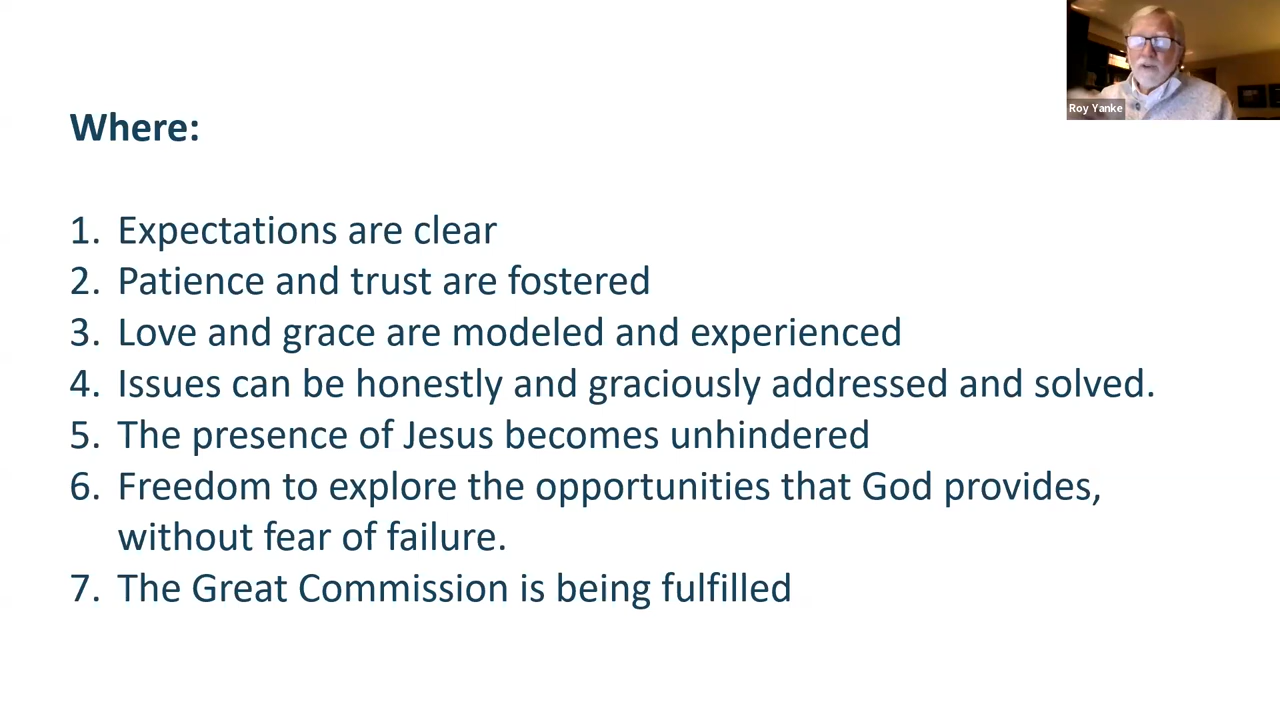 Roy Yanke
Where:
1. Expectations are clear
2. Patience and trust are fostered
3. Love and grace are modeled and experienced
4. Issues can be honestly and graciously addressed and solved.
5. The presence of Jesus becomes unhindered
6. Freedom to explore the opportunities that God provides,
without fear of failure.
7. The Great Commission is being fulfilled